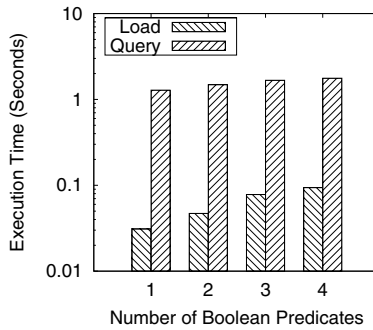 10
Load
Query
1
0.1
0.01
Execution Time (Seconds)
1 2 3 4
Number of Boolean Predicates